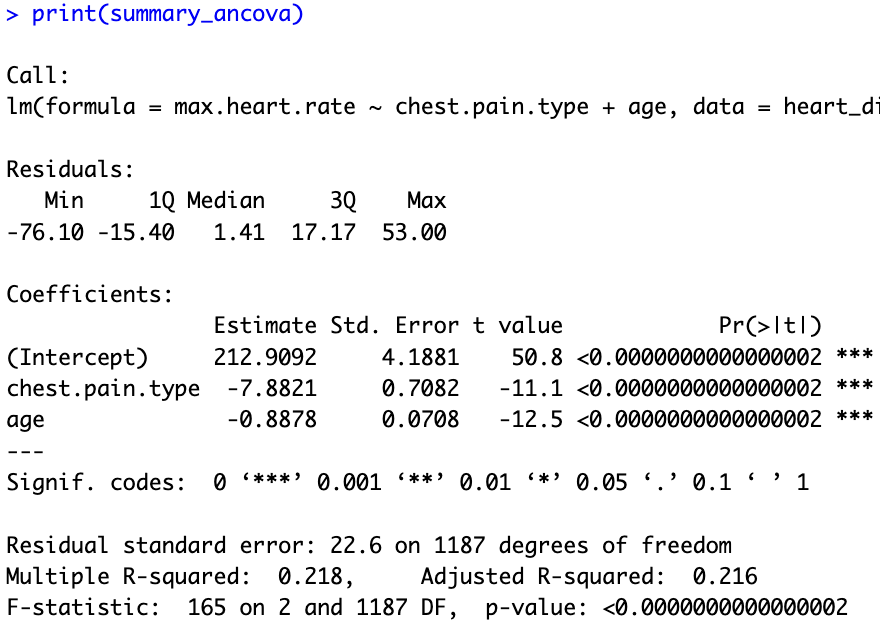 > print(summary_ancova)
Call:
lm(formula = max.heart.rate ~ chest.pain.type + age, data = heart_di
Residuals:
   Min     1Q Median     3Q    Max
-76.10 -15.40   1.41  17.17  53.00
Coefficients:
                Estimate Std. Error t value            Pr(>|t|)
(Intercept)     212.9092     4.1881    50.8 <0.0000000000000002 ***
chest.pain.type  -7.8821     0.7082   -11.1 <0.0000000000000002 ***
age              -0.8878     0.0708   -12.5 <0.0000000000000002 ***
---
Signif. codes:  0 ‘***’ 0.001 ‘**’ 0.01 ‘*’ 0.05 ‘.’ 0.1 ‘ ’ 1
Residual standard error: 22.6 on 1187 degrees of freedom
Multiple R-squared:  0.218,     Adjusted R-squared:  0.216
F-statistic:  165 on 2 and 1187 DF,  p-value: <0.0000000000000002